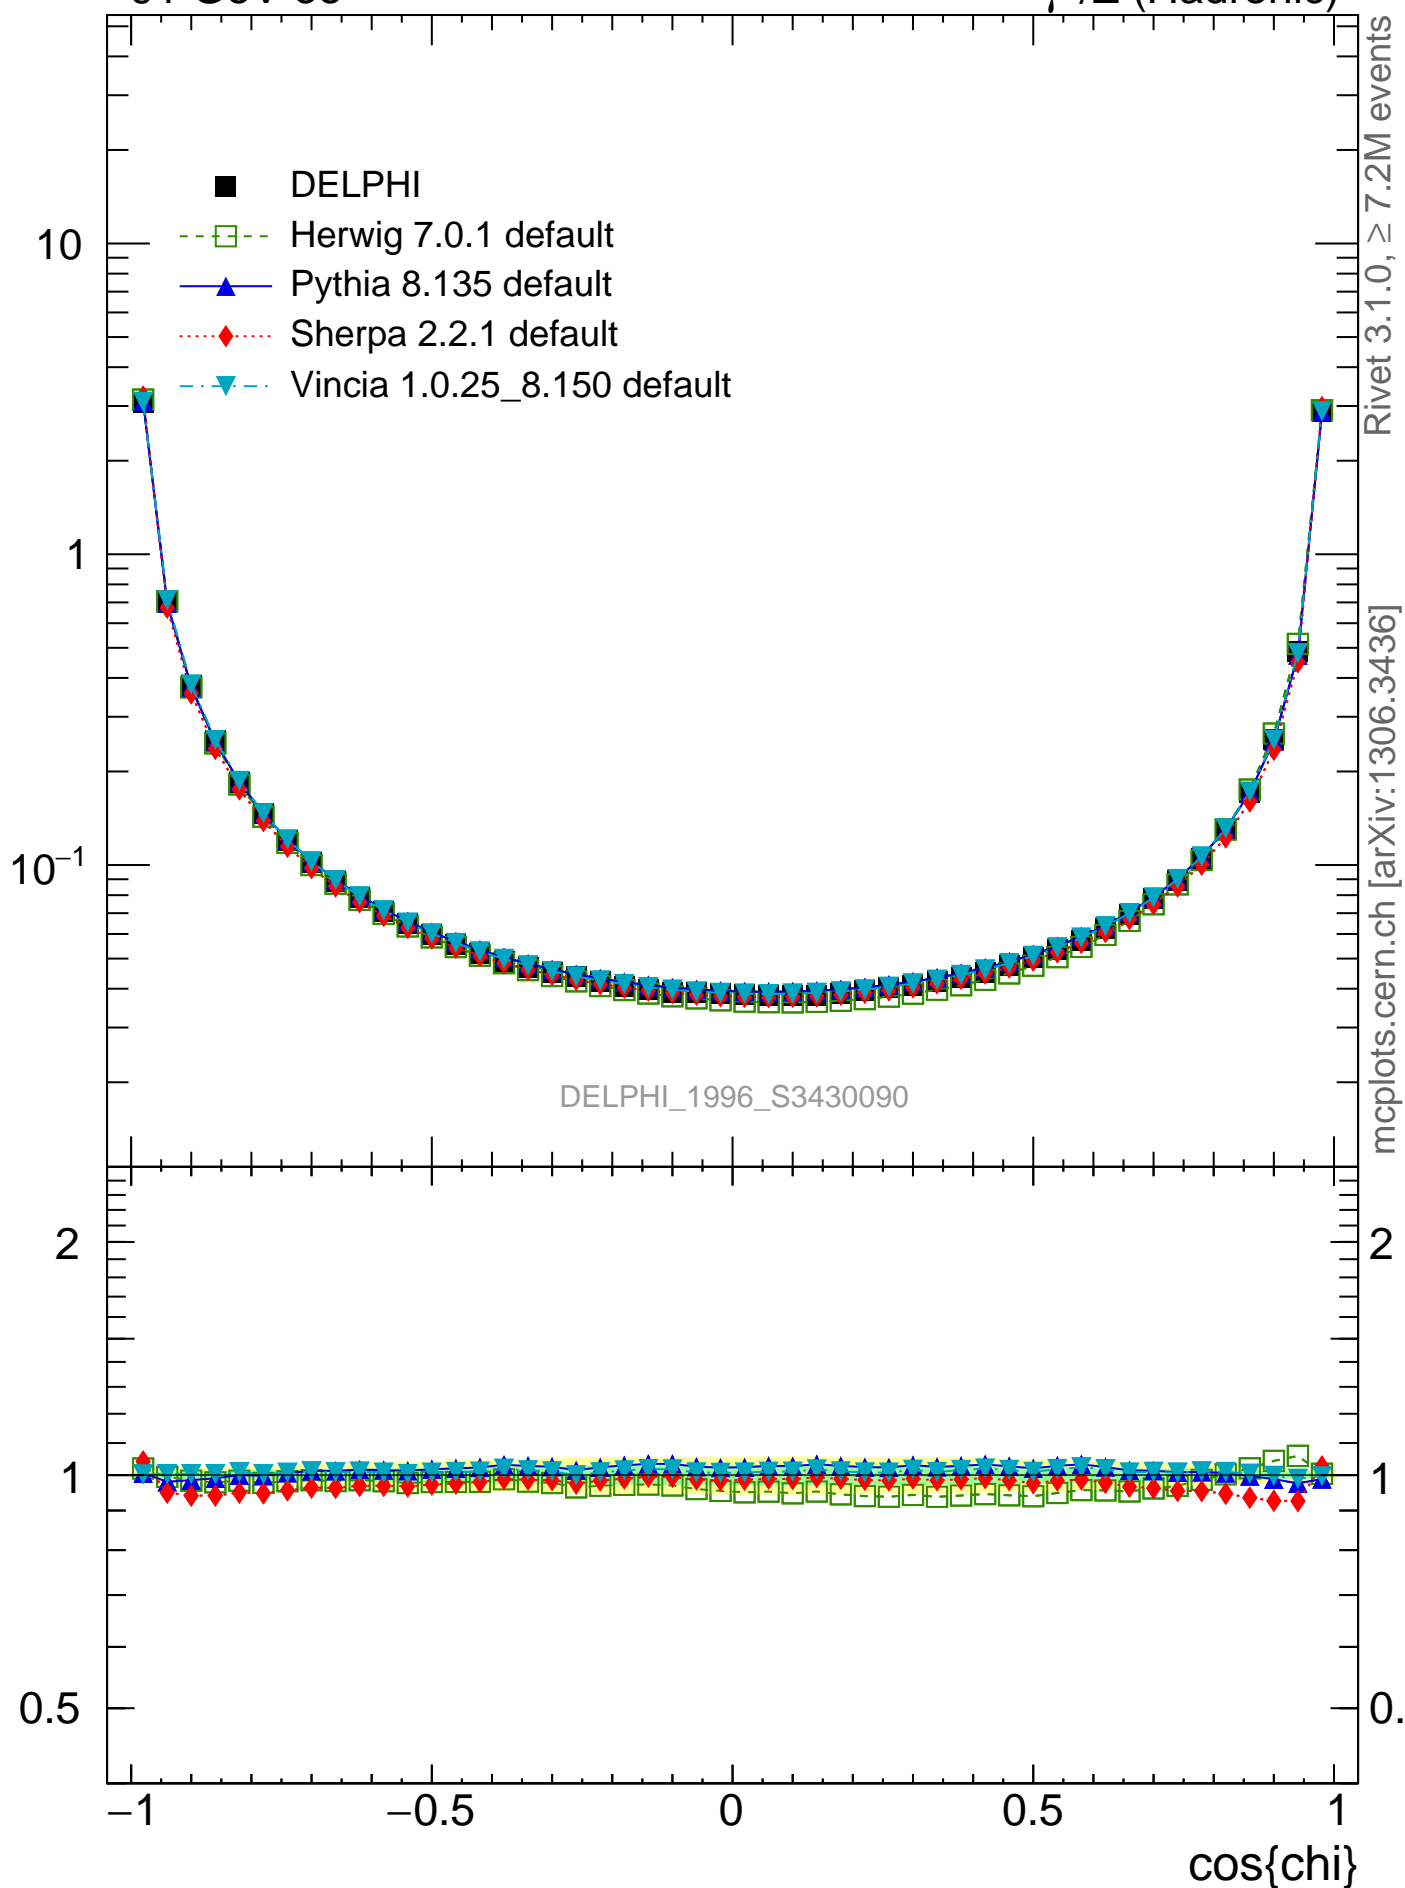 DELPHI
Herwig 7.0.1 default
Pythia 8.135 default
Sherpa 2.2.1 default
Vincia 1.0.25_8.150 default
10
1
10−1
DELPHI_1996_S3430090
Rivet 3.1.0, ≥ 7.2M events
mcplots.cern.ch [arXiv:1306.3436]
2
1
0.5
2
1
0.
−1
−0.5
0
0.5
1
cos{chi}